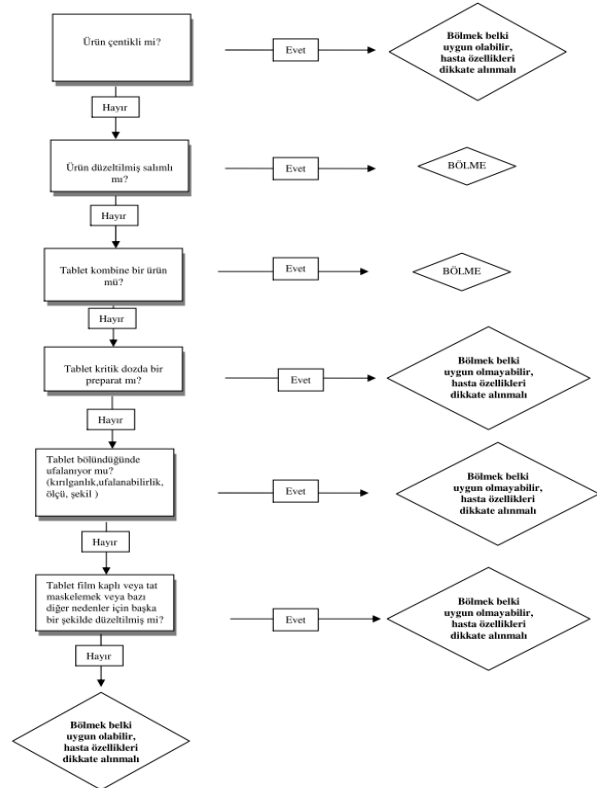 Ürün çentikli mi?
Evet
Bölmek belki
uygun olabilir,
hasta özellikleri
dikkate alınmalı
Hayır
Ürün düzeltilmiş salımlı
mı?
Evet
BÖLME
Hayır
Tablet kombine bir ürün
mü?
Evet
BÖLME
Hayır
Tablet kritik dozda bir
preparat mı?
Evet
Bölmek belki
uygun olmayabilir,
hasta özellikleri
dikkate alınmalı
Hayır
Tablet bölündüğünde
ufalanıyor mu?
(kırılganlık,ufalanabilirlik,
ölçü, şekil )
Evet
Bölmek belki
uygun olmayabilir,
hasta özellikleri
dikkate alınmalı
Hayır
Tablet film kaplı veya tat
maskelemek veya bazı
diğer nedenler için başka
bir şekilde düzeltilmiş mi?
Evet
Bölmek belki
uygun olmayabilir,
hasta özellikleri
dikkate alınmalı
Hayır
Bölmek belki
uygun olabilir,
hasta özellikleri
dikkate alınmalı